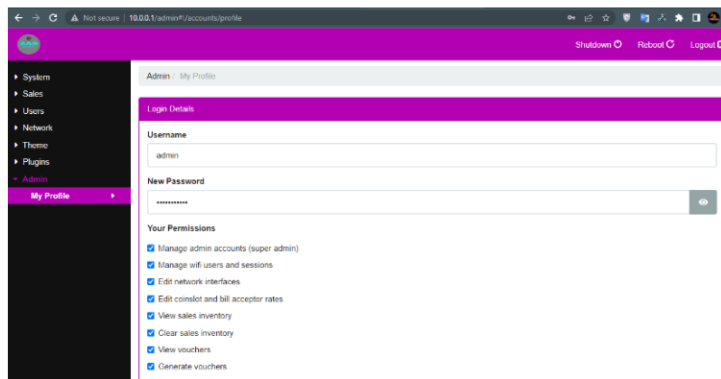 Not secure | 10.0.0.1/admin#!/accounts/profile
Shutdown Reboot Logout
System
Sales
Users
Network
Theme
Plugins
Admin
My Profile
Admin / My Profile
Login Details
Username
admin
New Password
•••••••••••
Your Permissions
Manage admin accounts (super admin)
Manage wifi users and sessions
Edit network interfaces
Edit coinslot and bill acceptor rates
View sales inventory
Clear sales inventory
View vouchers
Generate vouchers